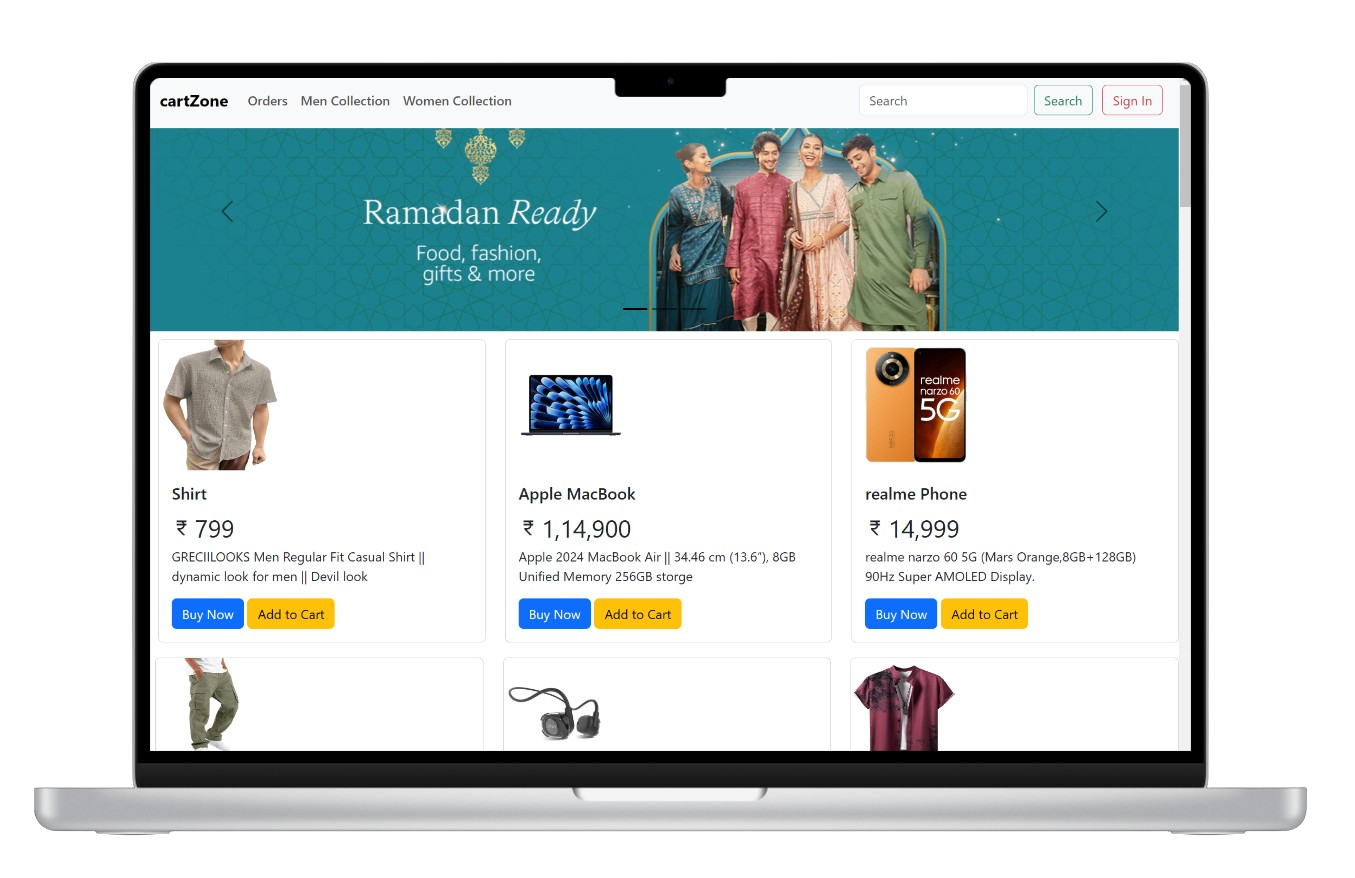 cartZone Orders Men Collection Women Collection Search Search Sign In
Ramadan Ready
Food, fashion,
gifts & more
realme
narzo 60
5G
Shirt
₹ 799
GRECIILOOKS Men Regular Fit Casual Shirt ||
dynamic look for men || Devil look
Buy Now Add to Cart
Apple MacBook
₹ 1,14,900
Apple 2024 MacBook Air || 34.46 cm (13.6″), 8GB
Unified Memory 256GB storge
Buy Now Add to Cart
realme Phone
₹ 14,999
realme narzo 60 5G (Mars Orange,8GB+128GB)
90Hz Super AMOLED Display.
Buy Now Add to Cart